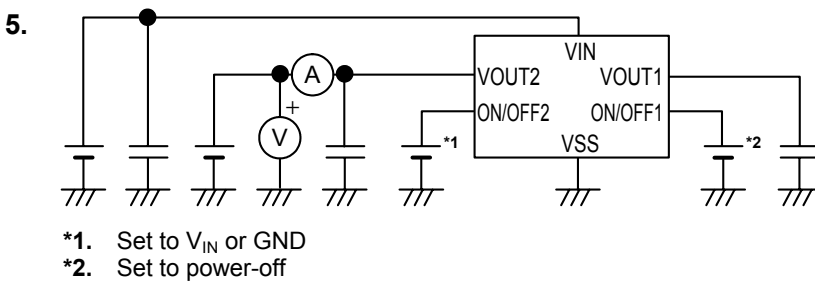 5.
VIN
A
VOUT2 VOUT1
ON/OFF2 ON/OFF1
+
V
*1 *2
VSS
*1. Set to VIN or GND
*2. Set to power-off